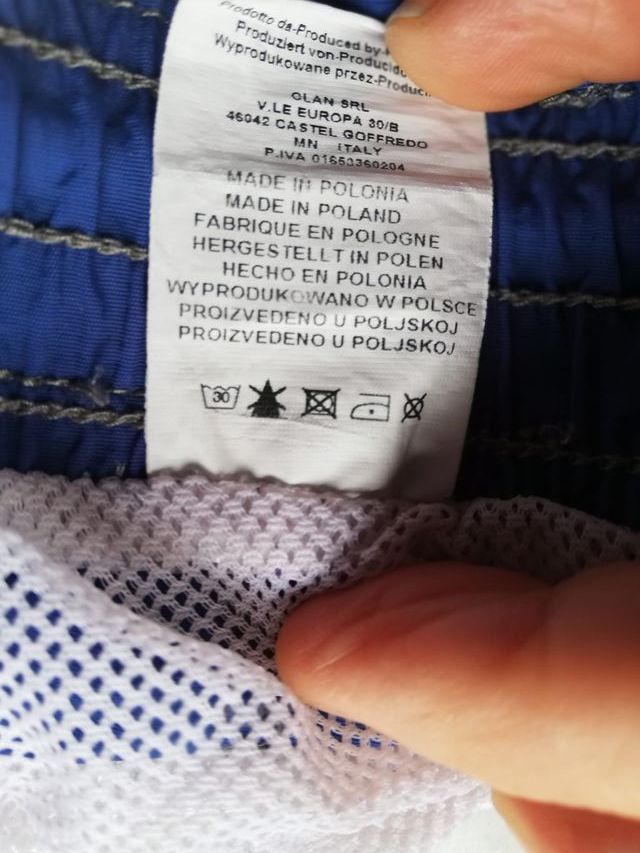 Prodotto da-Produced by-
Produziert von-Producido
Wyprodukowane przez-
CLAN SRL
V.LE EUROPA 30/B
46042 CASTEL GOFFREDO
MN ITALY
P.IVA 01653360204
MADE IN POLONIA
MADE IN POLAND
FABRIQUE EN POLOGNE
HERGESTELLT IN POLEN
HECHO EN POLONIA
WYPRODUKOWANO W POLSCE
PROIZVEDENO U POLJSKOJ
PROIZVEDENO U POLJSKOJ
30